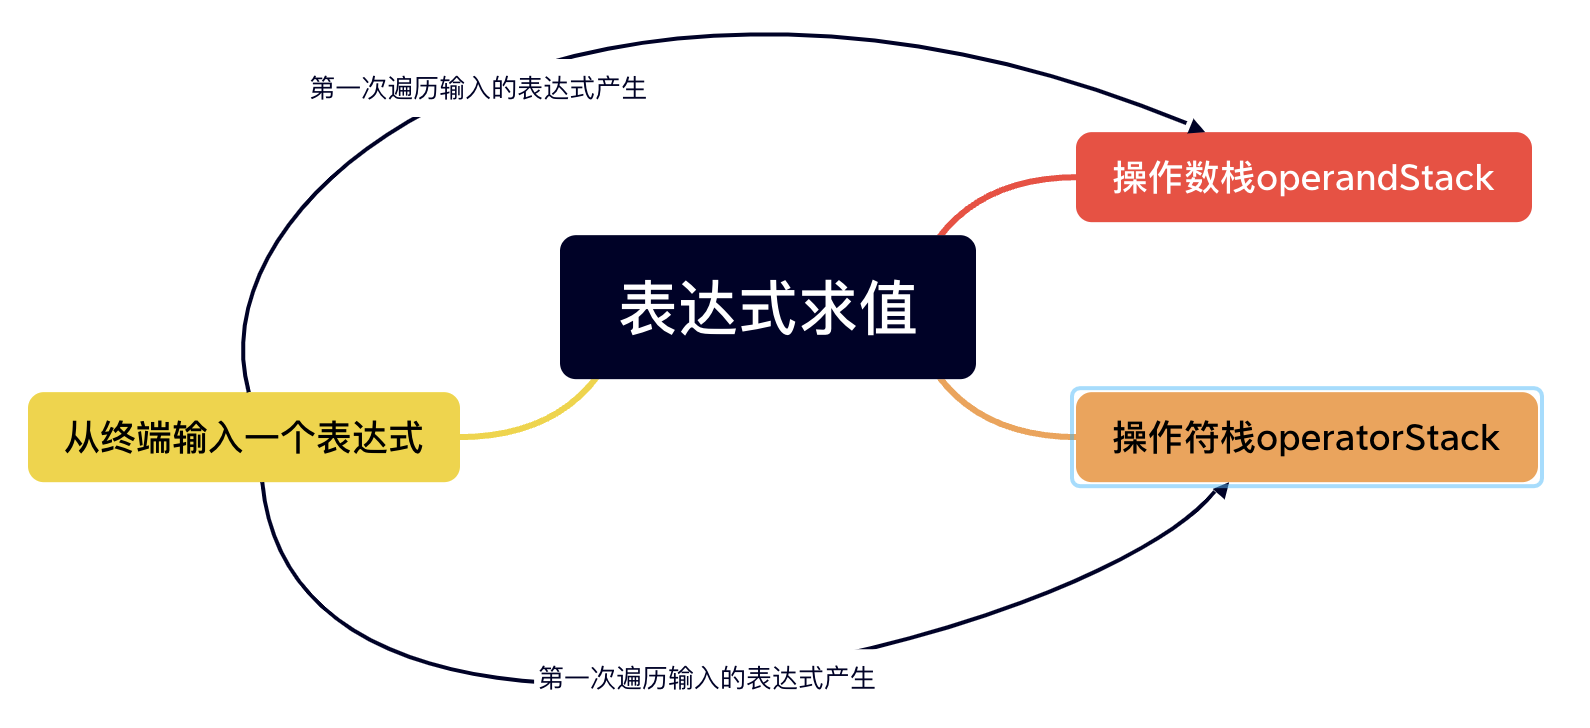 第一次遍历输入的表达式产生
操作数栈operandStack
表达式求值
从终端输入一个表达式
操作符栈operatorStack
第一次遍历输入的表达式产生